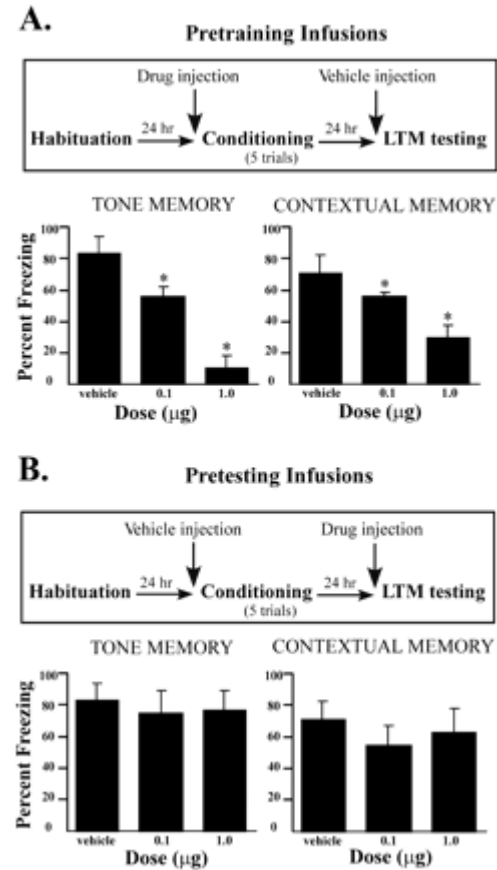 A.
Pretraining Infusions
Drug injection Vehicle injection
Habituation 24 hr Conditioning 24 hr LTM testing
(5 trials)
TONE MEMORY CONTEXTUAL MEMORY
Percent Freezing
100 100
80 80
60 60
40 40
20 20
0 0
* *
* *
vehicle 0.1 1.0 vehicle 0.1 1.0
Dose (μg) Dose (μg)
B.
Pretesting Infusions
Vehicle injection Drug injection
Habituation 24 hr Conditioning 24 hr LTM testing
(5 trials)
TONE MEMORY CONTEXTUAL MEMORY
Percent Freezing
100 100
80 80
60 60
40 40
20 20
0 0
vehicle 0.1 1.0 vehicle 0.1 1.0
Dose (μg) Dose (μg)